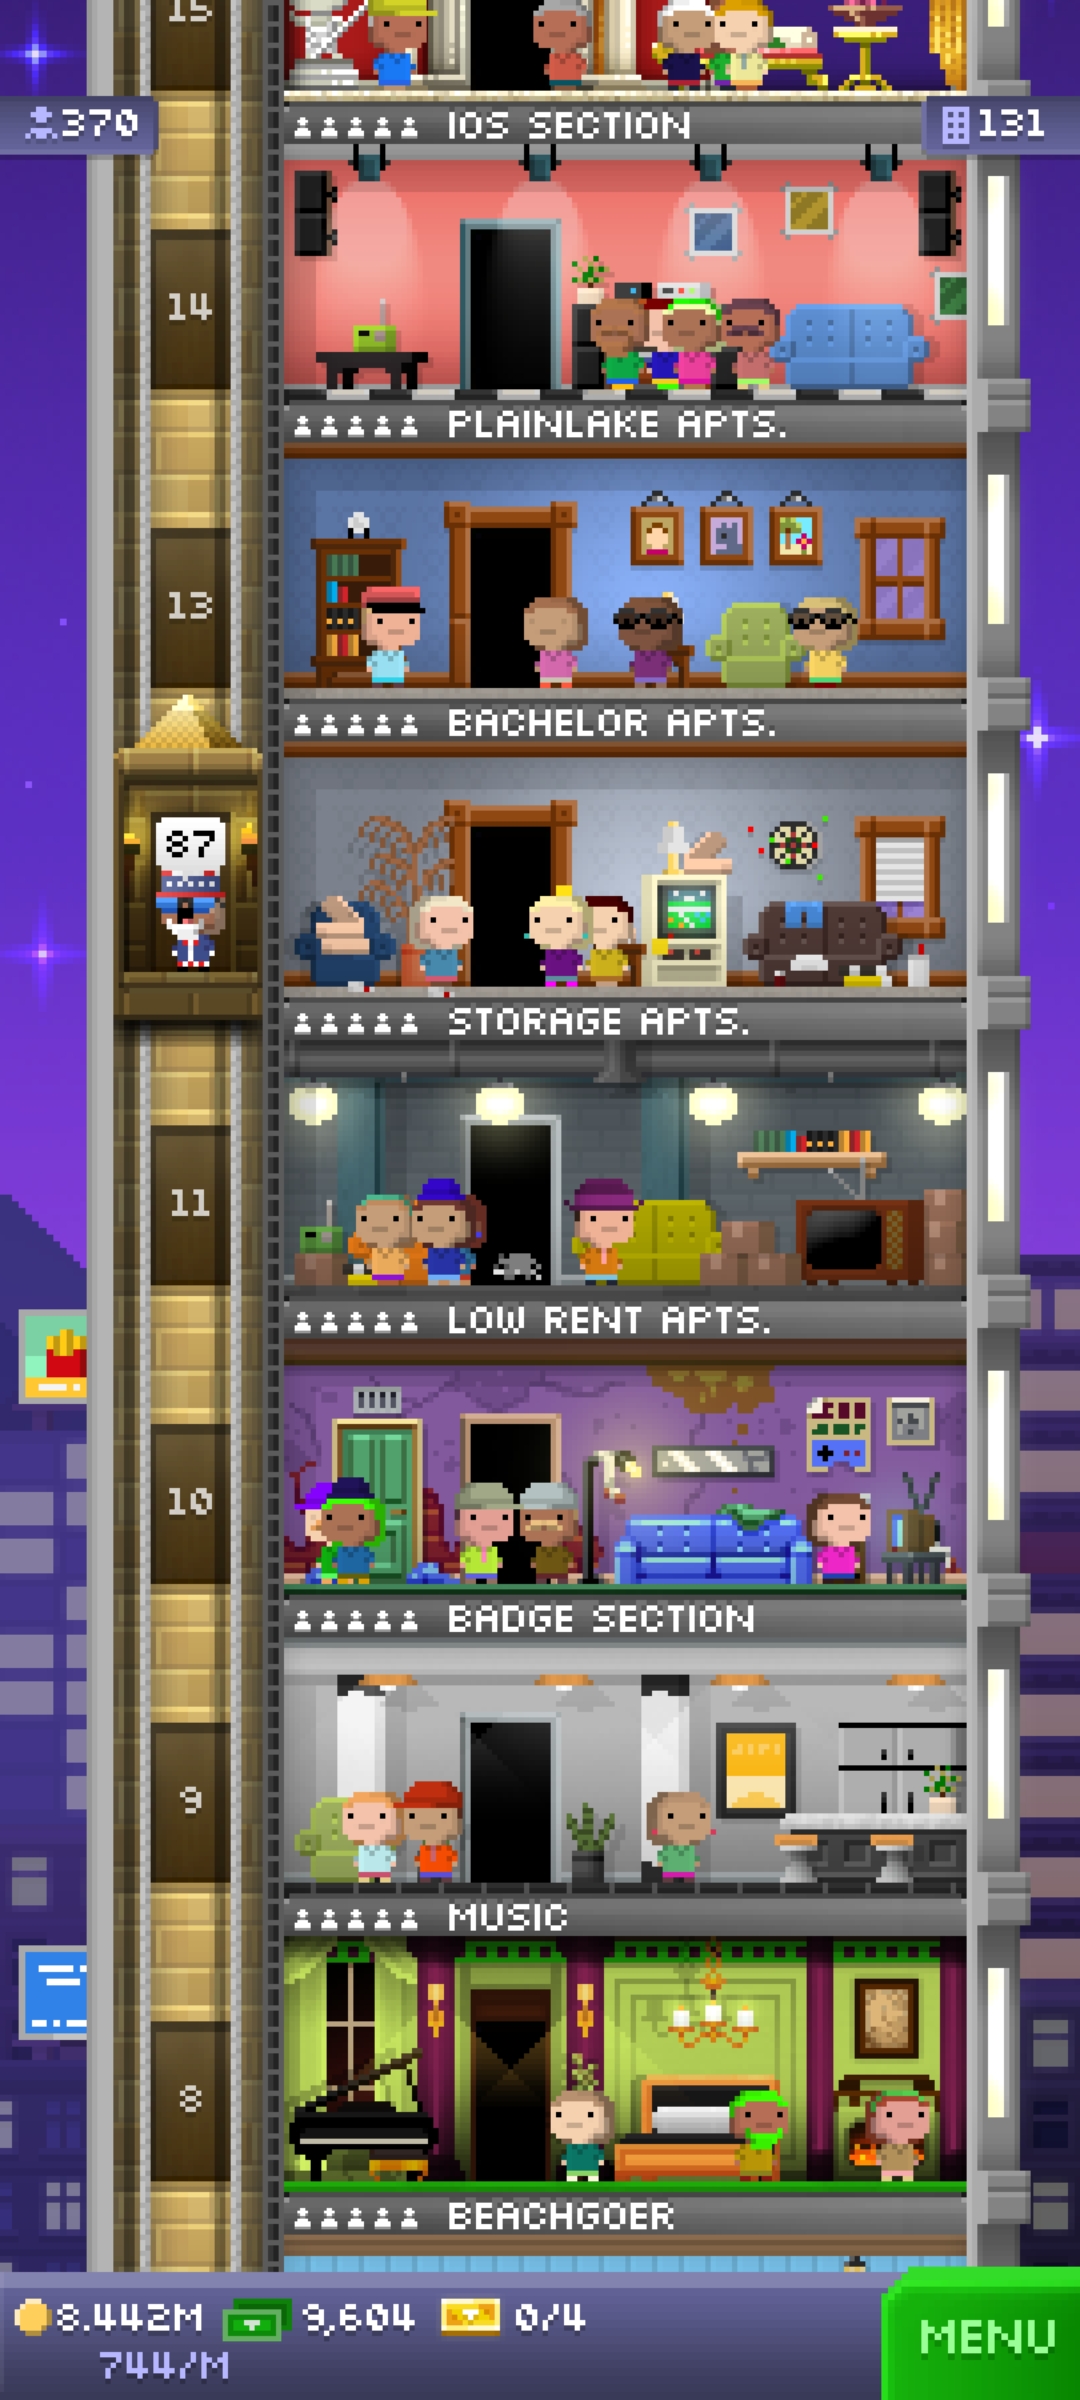 15
370
IOS SECTION
131
14
PLAINLAKE APTS.
13
BACHELOR APTS.
87
STORAGE APTS.
11
LOW RENT APTS.
10
BADGE SECTION
9
MUSIC
8
BEACHGOER
8.442M 9,604 0/4
744/M
MENU